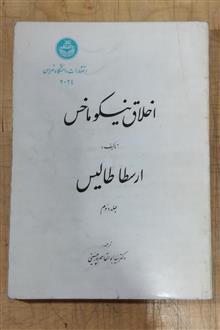 انتشارات دانشگاه تهران
۲۰۲۴
اخلاق نیکوماخس
تألیف:
ارسطاطالیس
جلد دوم
ترجمه
دکتر سید ابوالقاسم پورحسینی